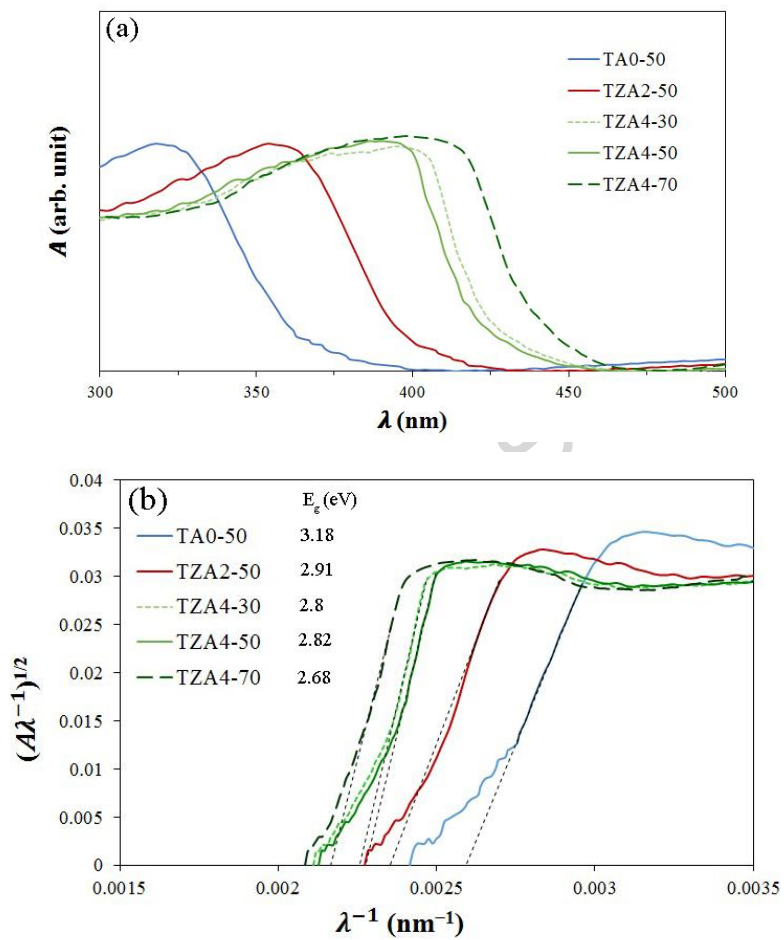 (a)
TA0-50
TZA2-50
TZA4-30
TZA4-50
TZA4-70
A (arb. unit)
300 350 400 450 500
λ (nm)
(b)
E_g (eV)
TA0-50 3.18
TZA2-50 2.91
TZA4-30 2.8
TZA4-50 2.82
TZA4-70 2.68
0.04
0.035
0.03
0.025
0.02
0.015
0.01
0.005
0
(Aλ⁻¹)^1/2
0.0015 0.002 0.0025 0.003 0.0035
λ⁻¹ (nm⁻¹)